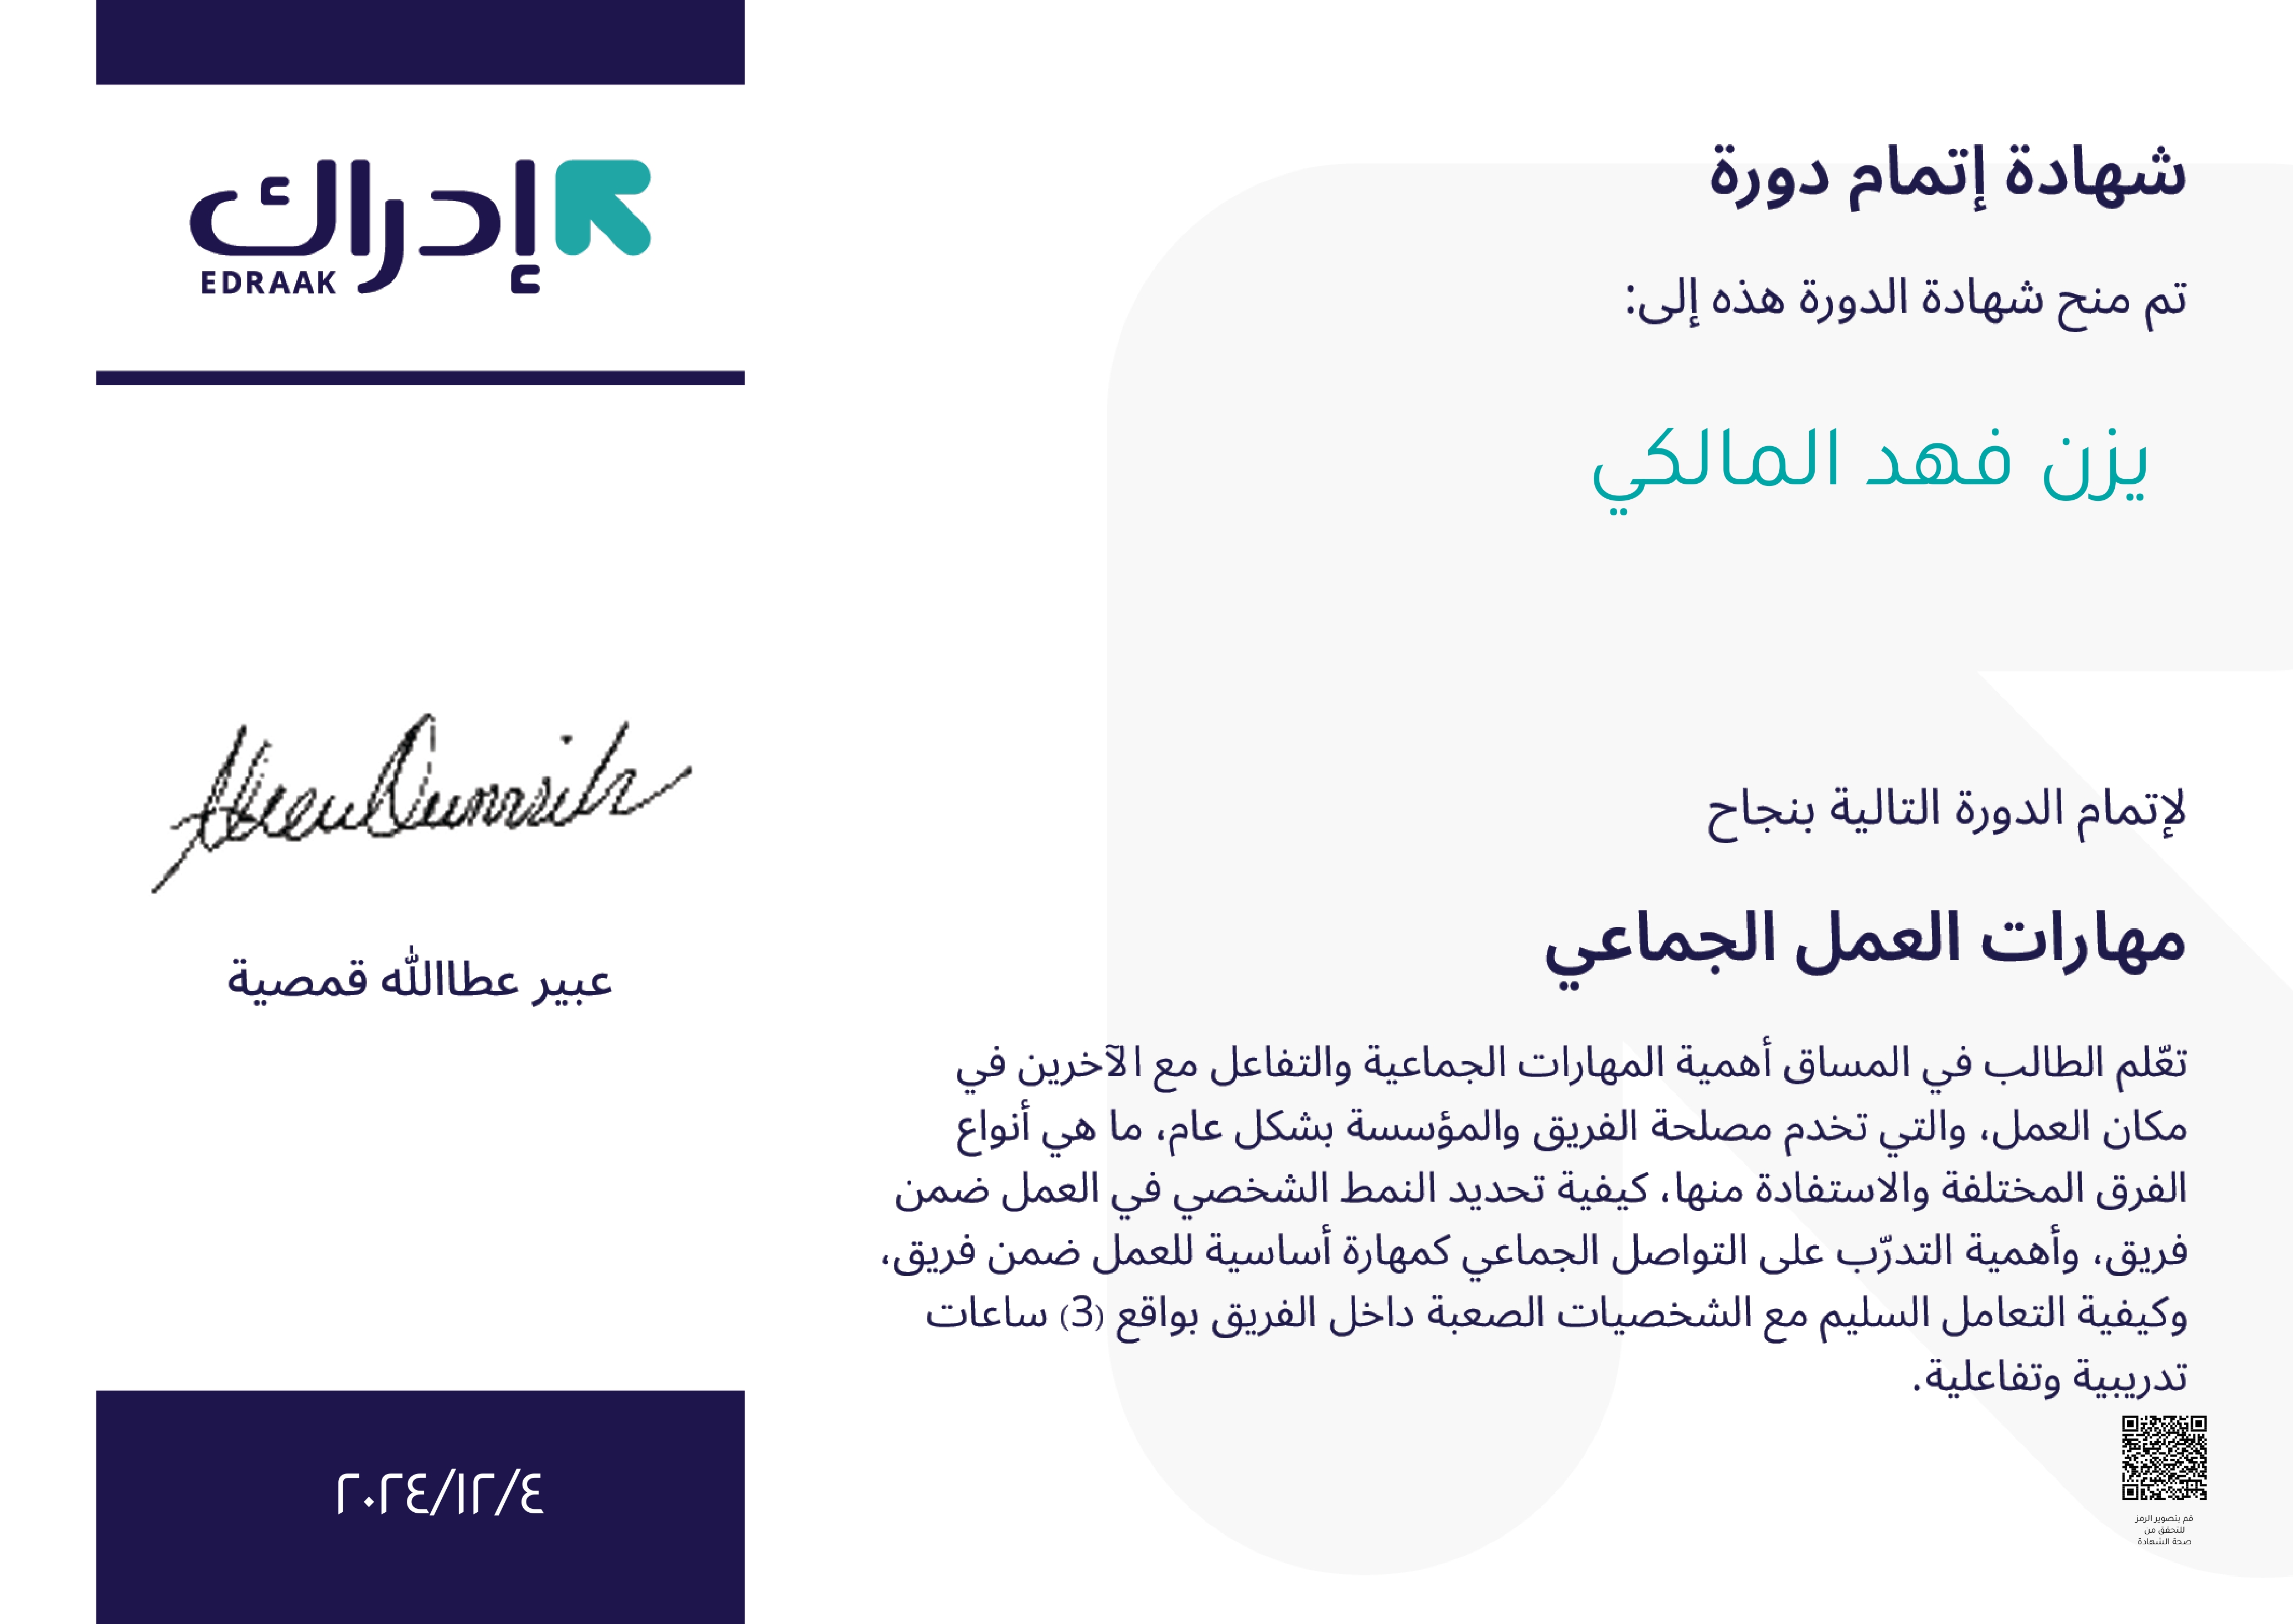 شهادة إتمام دورة
تم منح شهادة الدورة هذه إلى:
يزن فهد المالكي
لإتمام الدورة التالية بنجاح
مهارات العمل الجماعي
تعّلم الطالب في المساق أهمية المهارات الجماعية والتفاعل مع الآخرين في
مكان العمل، والتي تخدم مصلحة الفريق والمؤسسة بشكل عام، ما هي أنواع
الفرق المختلفة والاستفادة منها، كيفية تحديد النمط الشخصي في العمل ضمن
فريق، وأهمية التدرّب على التواصل الجماعي كمهارة أساسية للعمل ضمن فريق،
وكيفية التعامل السليم مع الشخصيات الصعبة داخل الفريق بواقع (3) ساعات
تدريبية وتفاعلية.
قم بتصوير الرمز
للتحقق من
صحة الشهادة
إدراك
EDRAAK
عبير عطاالله قمصية
٢٠٢٤/١٢/٤